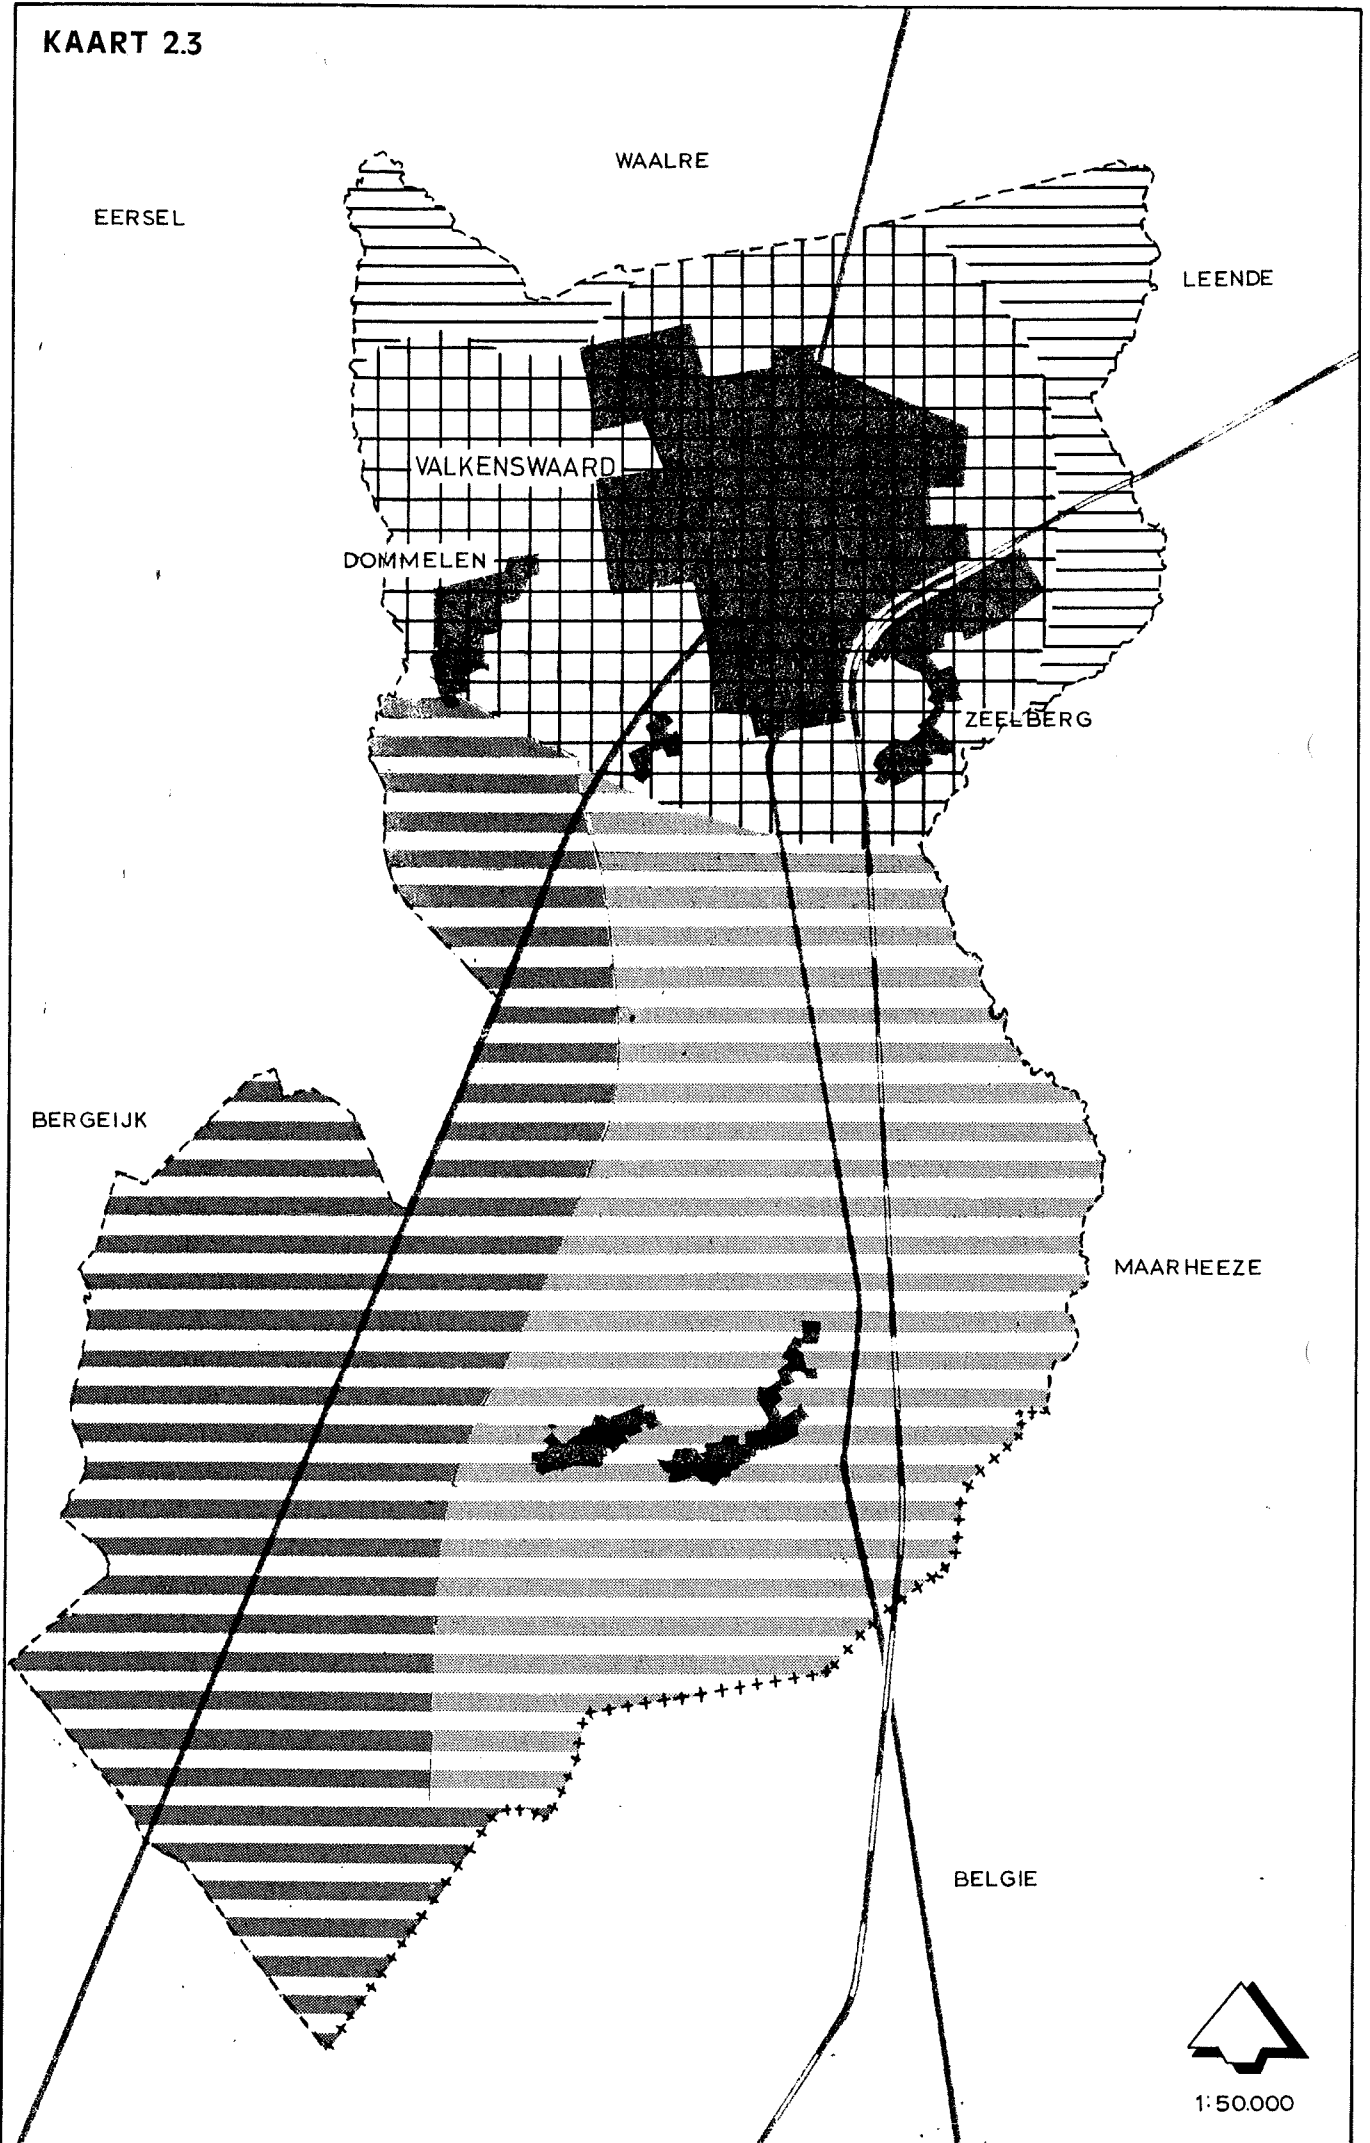 KAART 2.3
WAALRE
EERSEL
LEENDE
VALKENSWAARD
DOMMELEN
ZEELBERG
BERGEIJK
MAARHEEZE
BELGIE
1:50.000